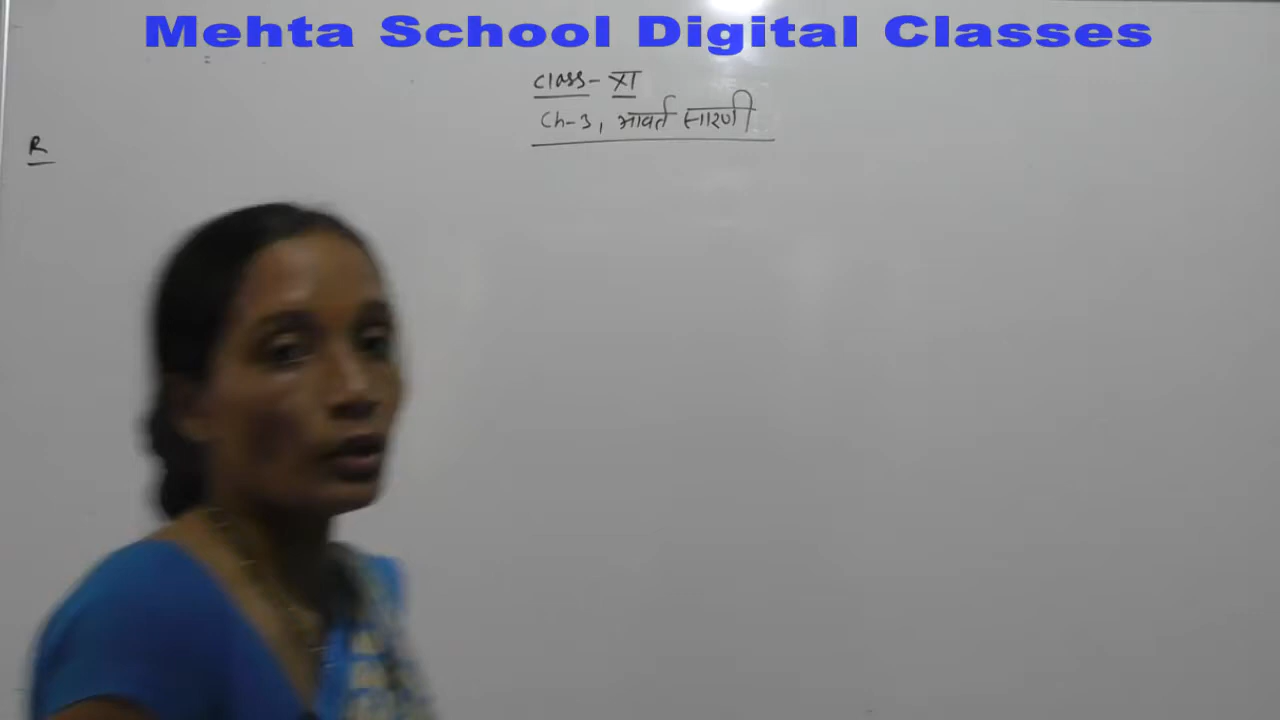 Mehta School Digital Classes
Class- XI
Ch-3, आवर्त सारणी
R